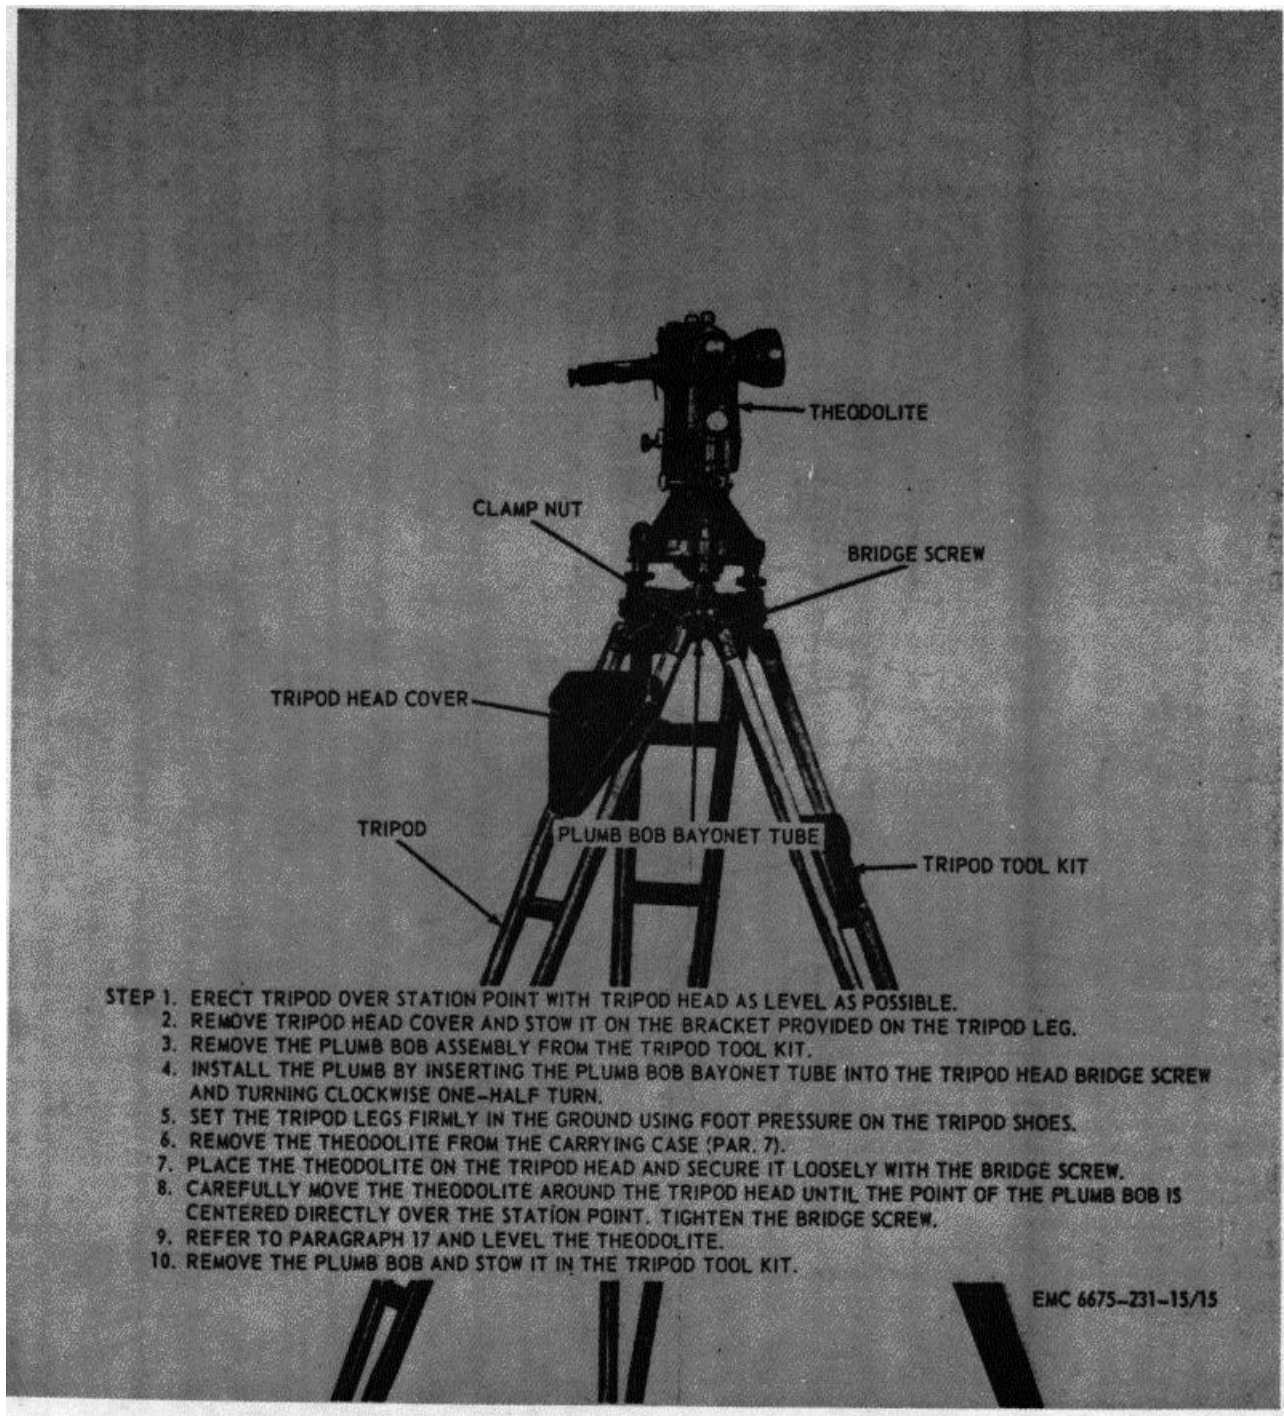 THEODOLITE
CLAMP NUT
BRIDGE SCREW
TRIPOD HEAD COVER
TRIPOD
PLUMB BOB BAYONET TUBE
TRIPOD TOOL KIT
STEP 1. ERECT TRIPOD OVER STATION POINT WITH TRIPOD HEAD AS LEVEL AS POSSIBLE.
2. REMOVE TRIPOD HEAD COVER AND STOW IT ON THE BRACKET PROVIDED ON THE TRIPOD LEG.
3. REMOVE THE PLUMB BOB ASSEMBLY FROM THE TRIPOD TOOL KIT.
4. INSTALL THE PLUMB BY INSERTING THE PLUMB BOB BAYONET TUBE INTO THE TRIPOD HEAD BRIDGE SCREW
AND TURNING CLOCKWISE ONE-HALF TURN.
5. SET THE TRIPOD LEGS FIRMLY IN THE GROUND USING FOOT PRESSURE ON THE TRIPOD SHOES.
6. REMOVE THE THEODOLITE FROM THE CARRYING CASE (PAR. 7).
7. PLACE THE THEODOLITE ON THE TRIPOD HEAD AND SECURE IT LOOSELY WITH THE BRIDGE SCREW.
8. CAREFULLY MOVE THE THEODOLITE AROUND THE TRIPOD HEAD UNTIL THE POINT OF THE PLUMB BOB IS
CENTERED DIRECTLY OVER THE STATION POINT. TIGHTEN THE BRIDGE SCREW.
9. REFER TO PARAGRAPH 17 AND LEVEL THE THEODOLITE.
10. REMOVE THE PLUMB BOB AND STOW IT IN THE TRIPOD TOOL KIT.
EMC 6675-231-15/15